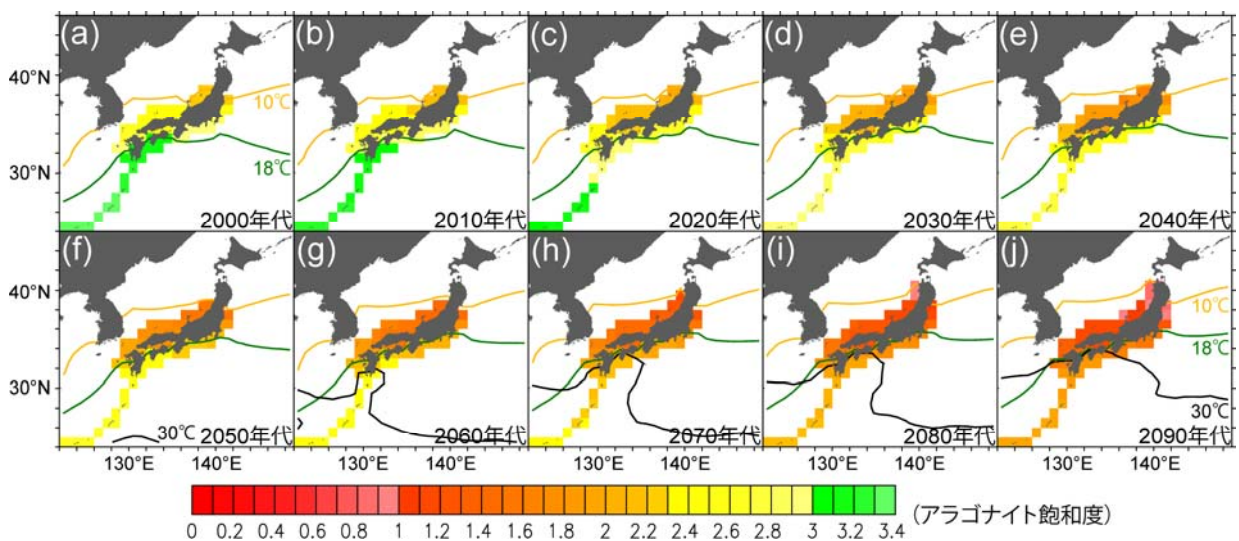 (a) (b) (c) (d) (e)
40°N
10℃
30°N
18℃
2000年代 2010年代 2020年代 2030年代 2040年代
(f) (g) (h) (i) (j)
40°N
10℃
18℃
30°N
30℃
30℃
2050年代 2060年代 2070年代 2080年代 2090年代
130°E 140°E 130°E 140°E 130°E 140°E 130°E 140°E 130°E 140°E
0 0.2 0.4 0.6 0.8 1 1.2 1.4 1.6 1.8 2 2.2 2.4 2.6 2.8 3 3.2 3.4 (アラゴナイト飽和度)